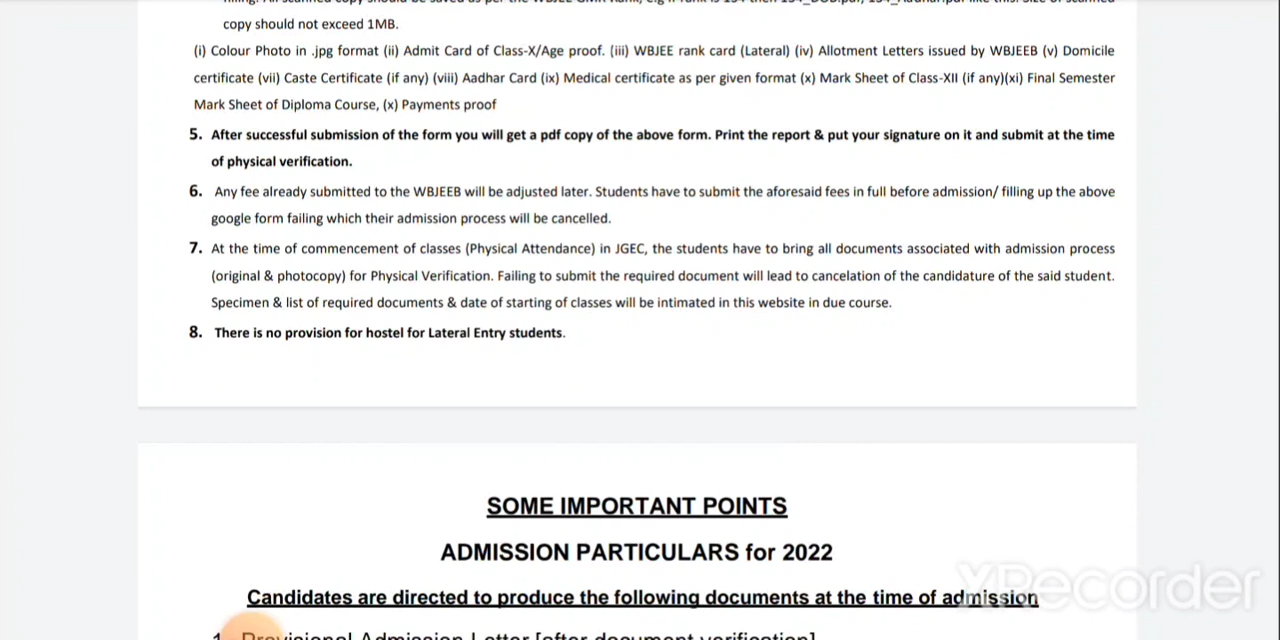 copy should not exceed 1MB.
(i) Colour Photo in .jpg format (ii) Admit Card of Class-X/Age proof. (iii) WBJEE rank card (Lateral) (iv) Allotment Letters issued by WBJEEB (v) Domicile
certificate (vii) Caste Certificate (if any) (viii) Aadhar Card (ix) Medical certificate as per given format (x) Mark Sheet of Class-XII (if any)(xi) Final Semester
Mark Sheet of Diploma Course, (x) Payments proof
5. After successful submission of the form you will get a pdf copy of the above form. Print the report & put your signature on it and submit at the time
of physical verification.
6. Any fee already submitted to the WBJEEB will be adjusted later. Students have to submit the aforesaid fees in full before admission/ filling up the above
google form failing which their admission process will be cancelled.
7. At the time of commencement of classes (Physical Attendance) in JGEC, the students have to bring all documents associated with admission process
(original & photocopy) for Physical Verification. Failing to submit the required document will lead to cancelation of the candidature of the said student.
Specimen & list of required documents & date of starting of classes will be intimated in this website in due course.
8. There is no provision for hostel for Lateral Entry students.
SOME IMPORTANT POINTS
ADMISSION PARTICULARS for 2022
Candidates are directed to produce the following documents at the time of admission
XRecorder
1. Provisional Admission Letter [after document verification]